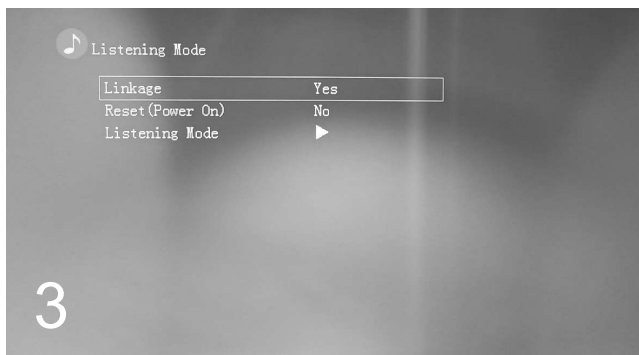 Listening Mode
Linkage Yes
Reset(Power On) No
Listening Mode
3